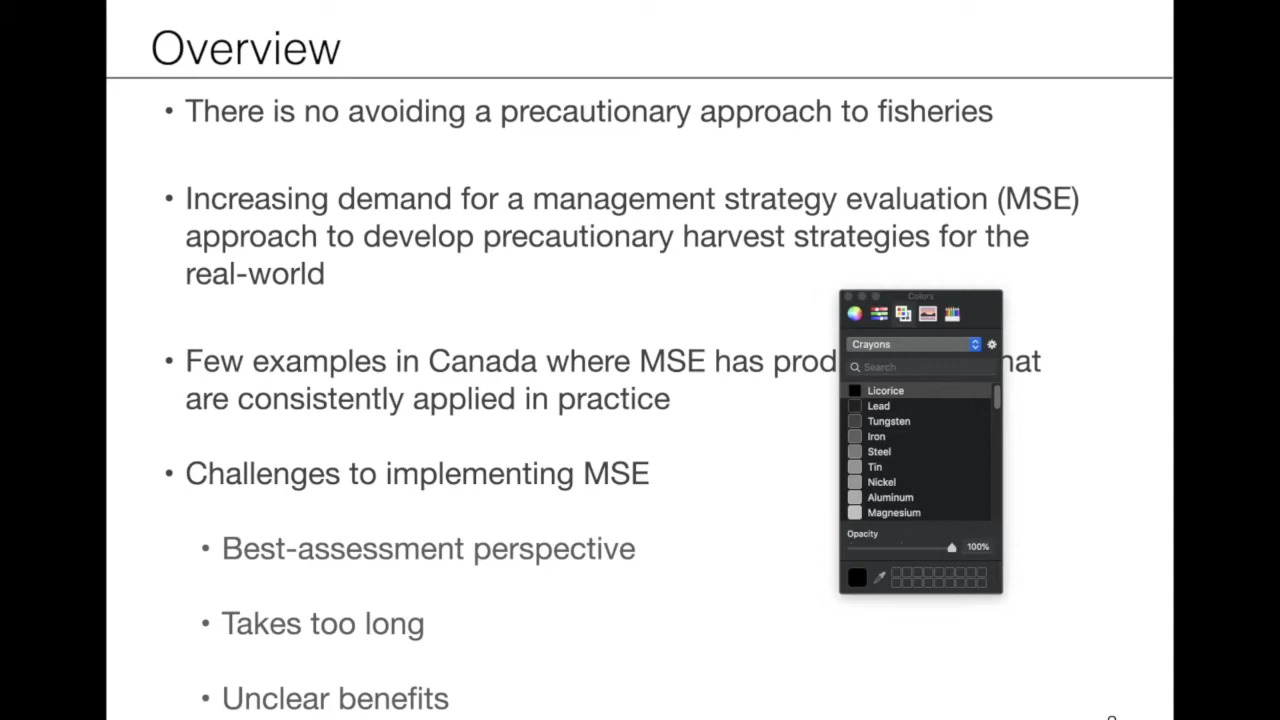 Overview
• There is no avoiding a precautionary approach to fisheries
• Increasing demand for a management strategy evaluation (MSE)
approach to develop precautionary harvest strategies for the
real-world
• Few examples in Canada where MSE has
are consistently applied in practice
• Challenges to implementing MSE
• Best-assessment perspective
• Takes too long
• Unclear benefits
Colors
Crayons
Search
Licorice
Lead
Tungsten
Iron
Steel
Tin
Nickel
Aluminum
Magnesium
Opacity
100%